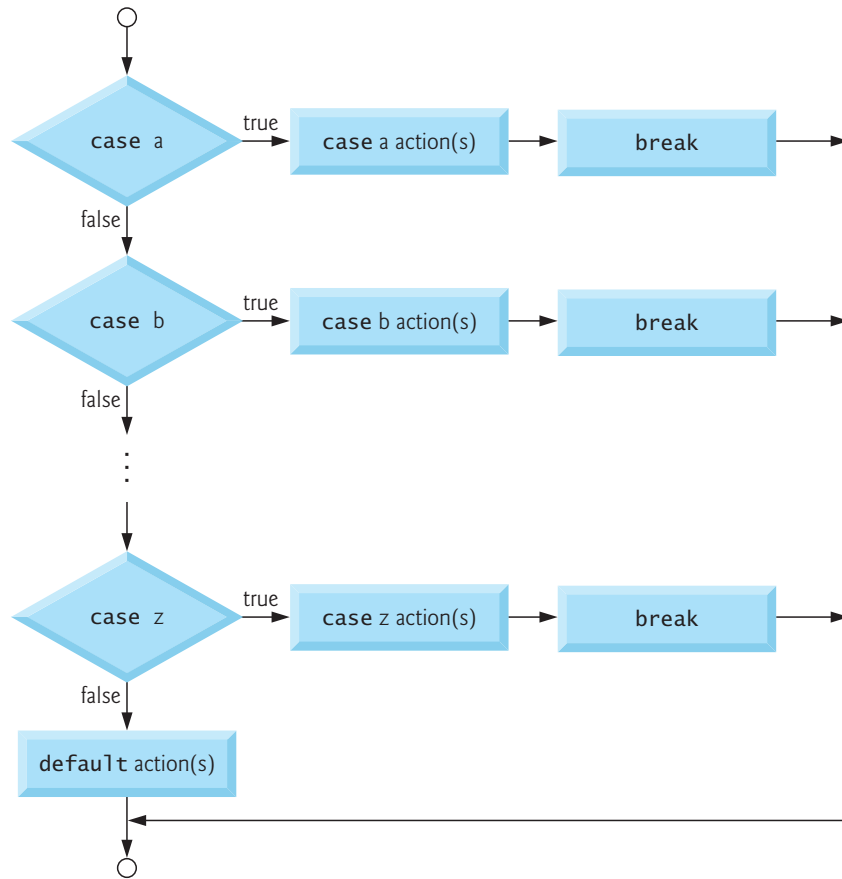 case a
true
case a action(s)
break
false
case b
true
case b action(s)
break
false
case z
true
case z action(s)
break
false
default action(s)